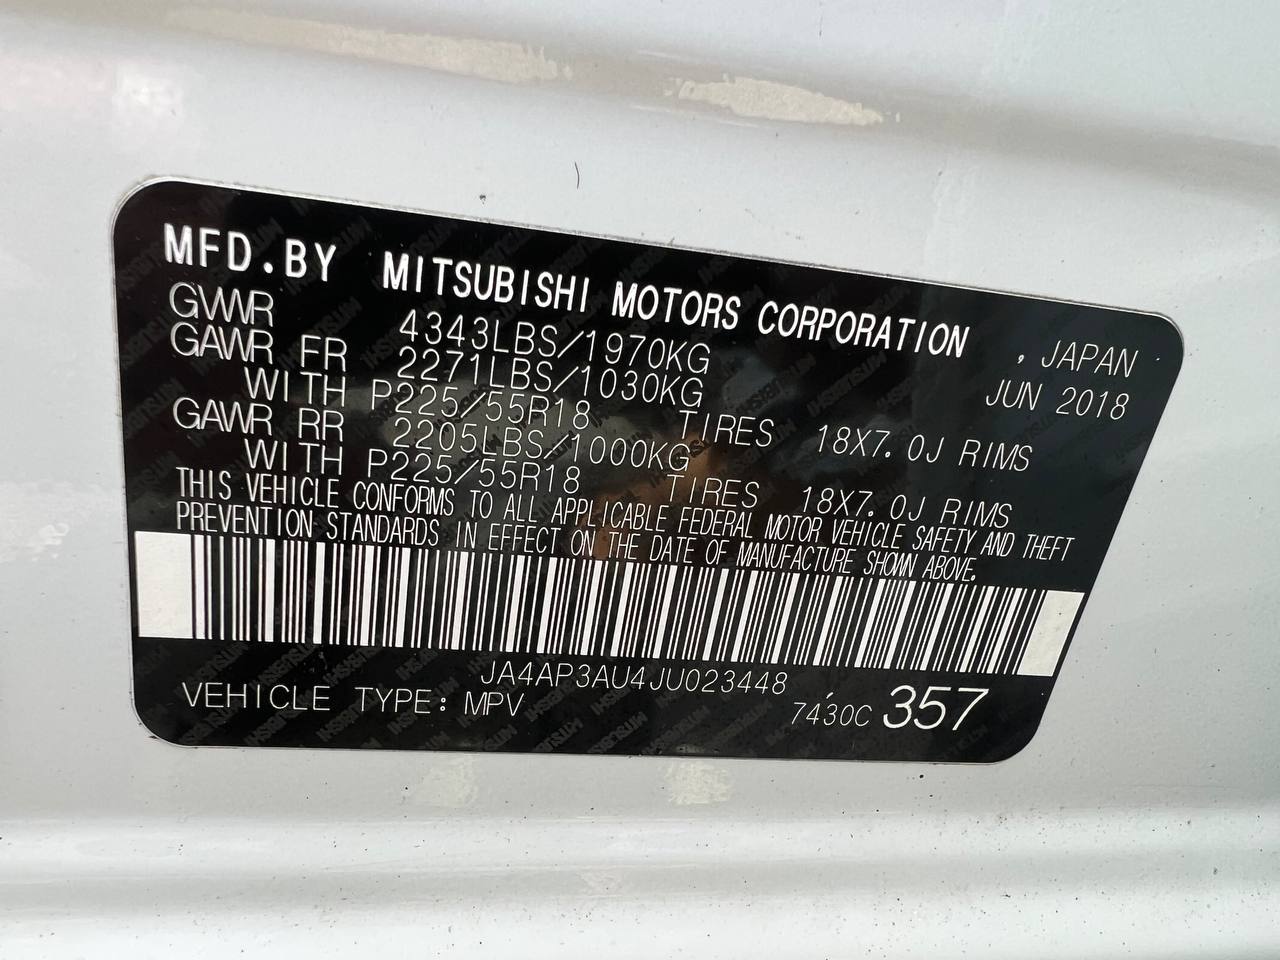 MFD.BY MITSUBISHI MOTORS CORPORATION , JAPAN
GVWR 4343LBS/1970KG JUN 2018
GAWR FR 2271LBS/1030KG
WITH P225/55R18 TIRES 18X7.0J RIMS
GAWR RR 2205LBS/1000KG
WITH P225/55R18 TIRES 18X7.0J RIMS
THIS VEHICLE CONFORMS TO ALL APPLICABLE FEDERAL MOTOR VEHICLE SAFETY AND THEFT
PREVENTION STANDARDS IN EFFECT ON THE DATE OF MANUFACTURE SHOWN ABOVE.
JA4AP3AU4JU023448
VEHICLE TYPE: MPV 7430C 357